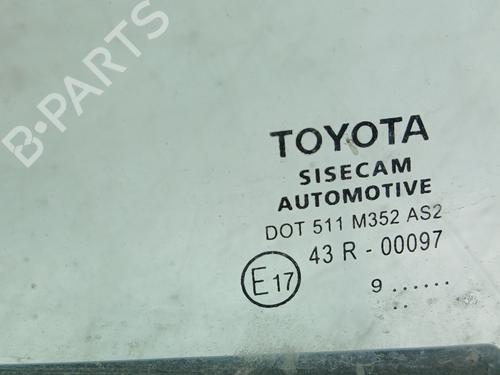 B-PARTS
TOYOTA
SISECAM
AUTOMOTIVE
DOT 511 M352 AS2
43 R - 00097
E17
9 ......
..